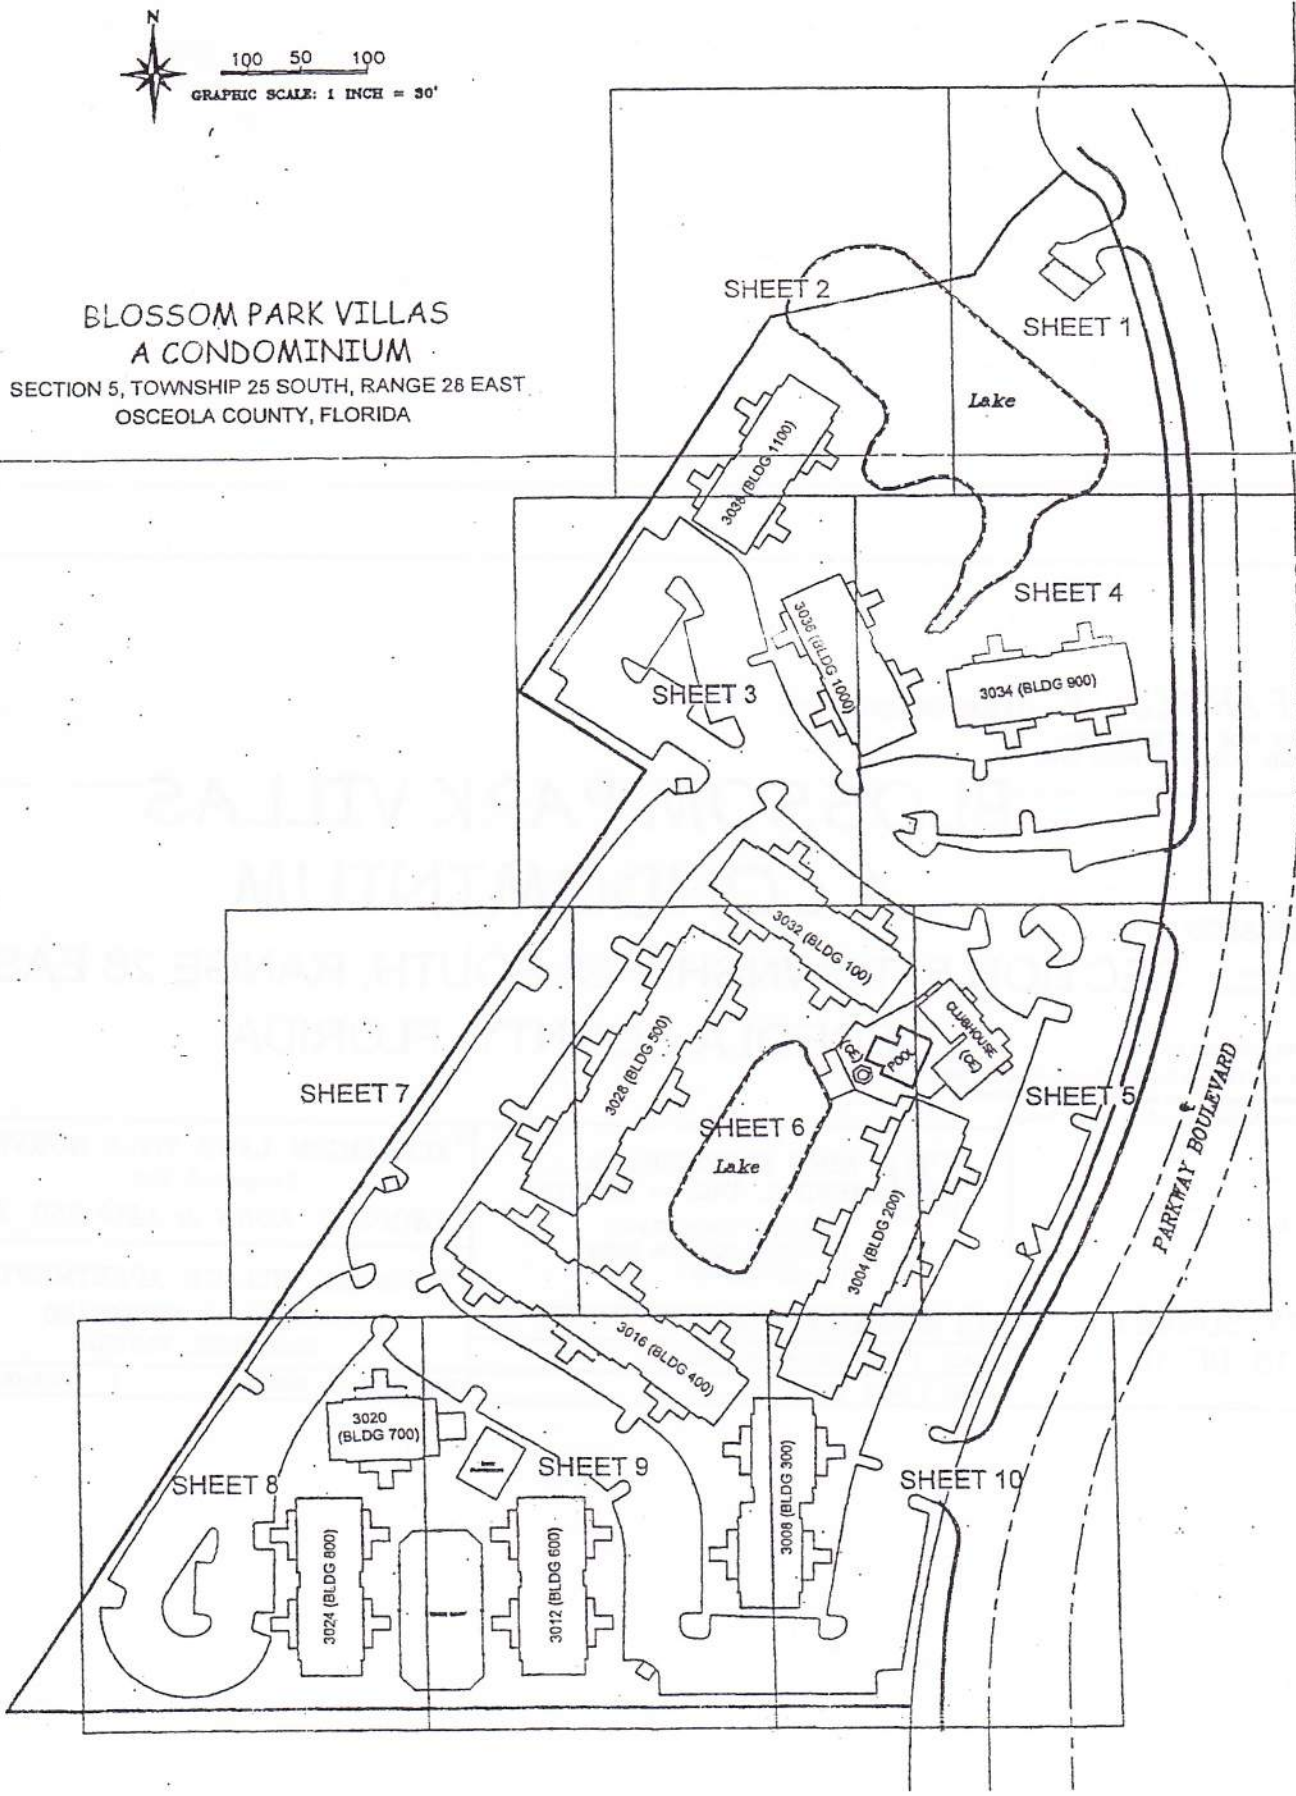 N
100 50 100
GRAPHIC SCALE: 1 INCH = 30'
BLOSSOM PARK VILLAS
A CONDOMINIUM
SECTION 5, TOWNSHIP 25 SOUTH, RANGE 28 EAST
OSCEOLA COUNTY, FLORIDA
SHEET 2
SHEET 1
Lake
3038 (BLDG 1100)
SHEET 4
3036 (BLDG 1000)
3034 (BLDG 900)
SHEET 3
3032 (BLDG 100)
CLUBHOUSE
(CE)
POOL
(CE)
3028 (BLDG 500)
SHEET 7
SHEET 5
SHEET 6
Lake
PARKWAY BOULEVARD
3004 (BLDG 200)
3016 (BLDG 400)
3020
(BLDG 700)
SHEET 8
SHEET 9
SHEET 10
3008 (BLDG 300)
3024 (BLDG 800)
3012 (BLDG 600)